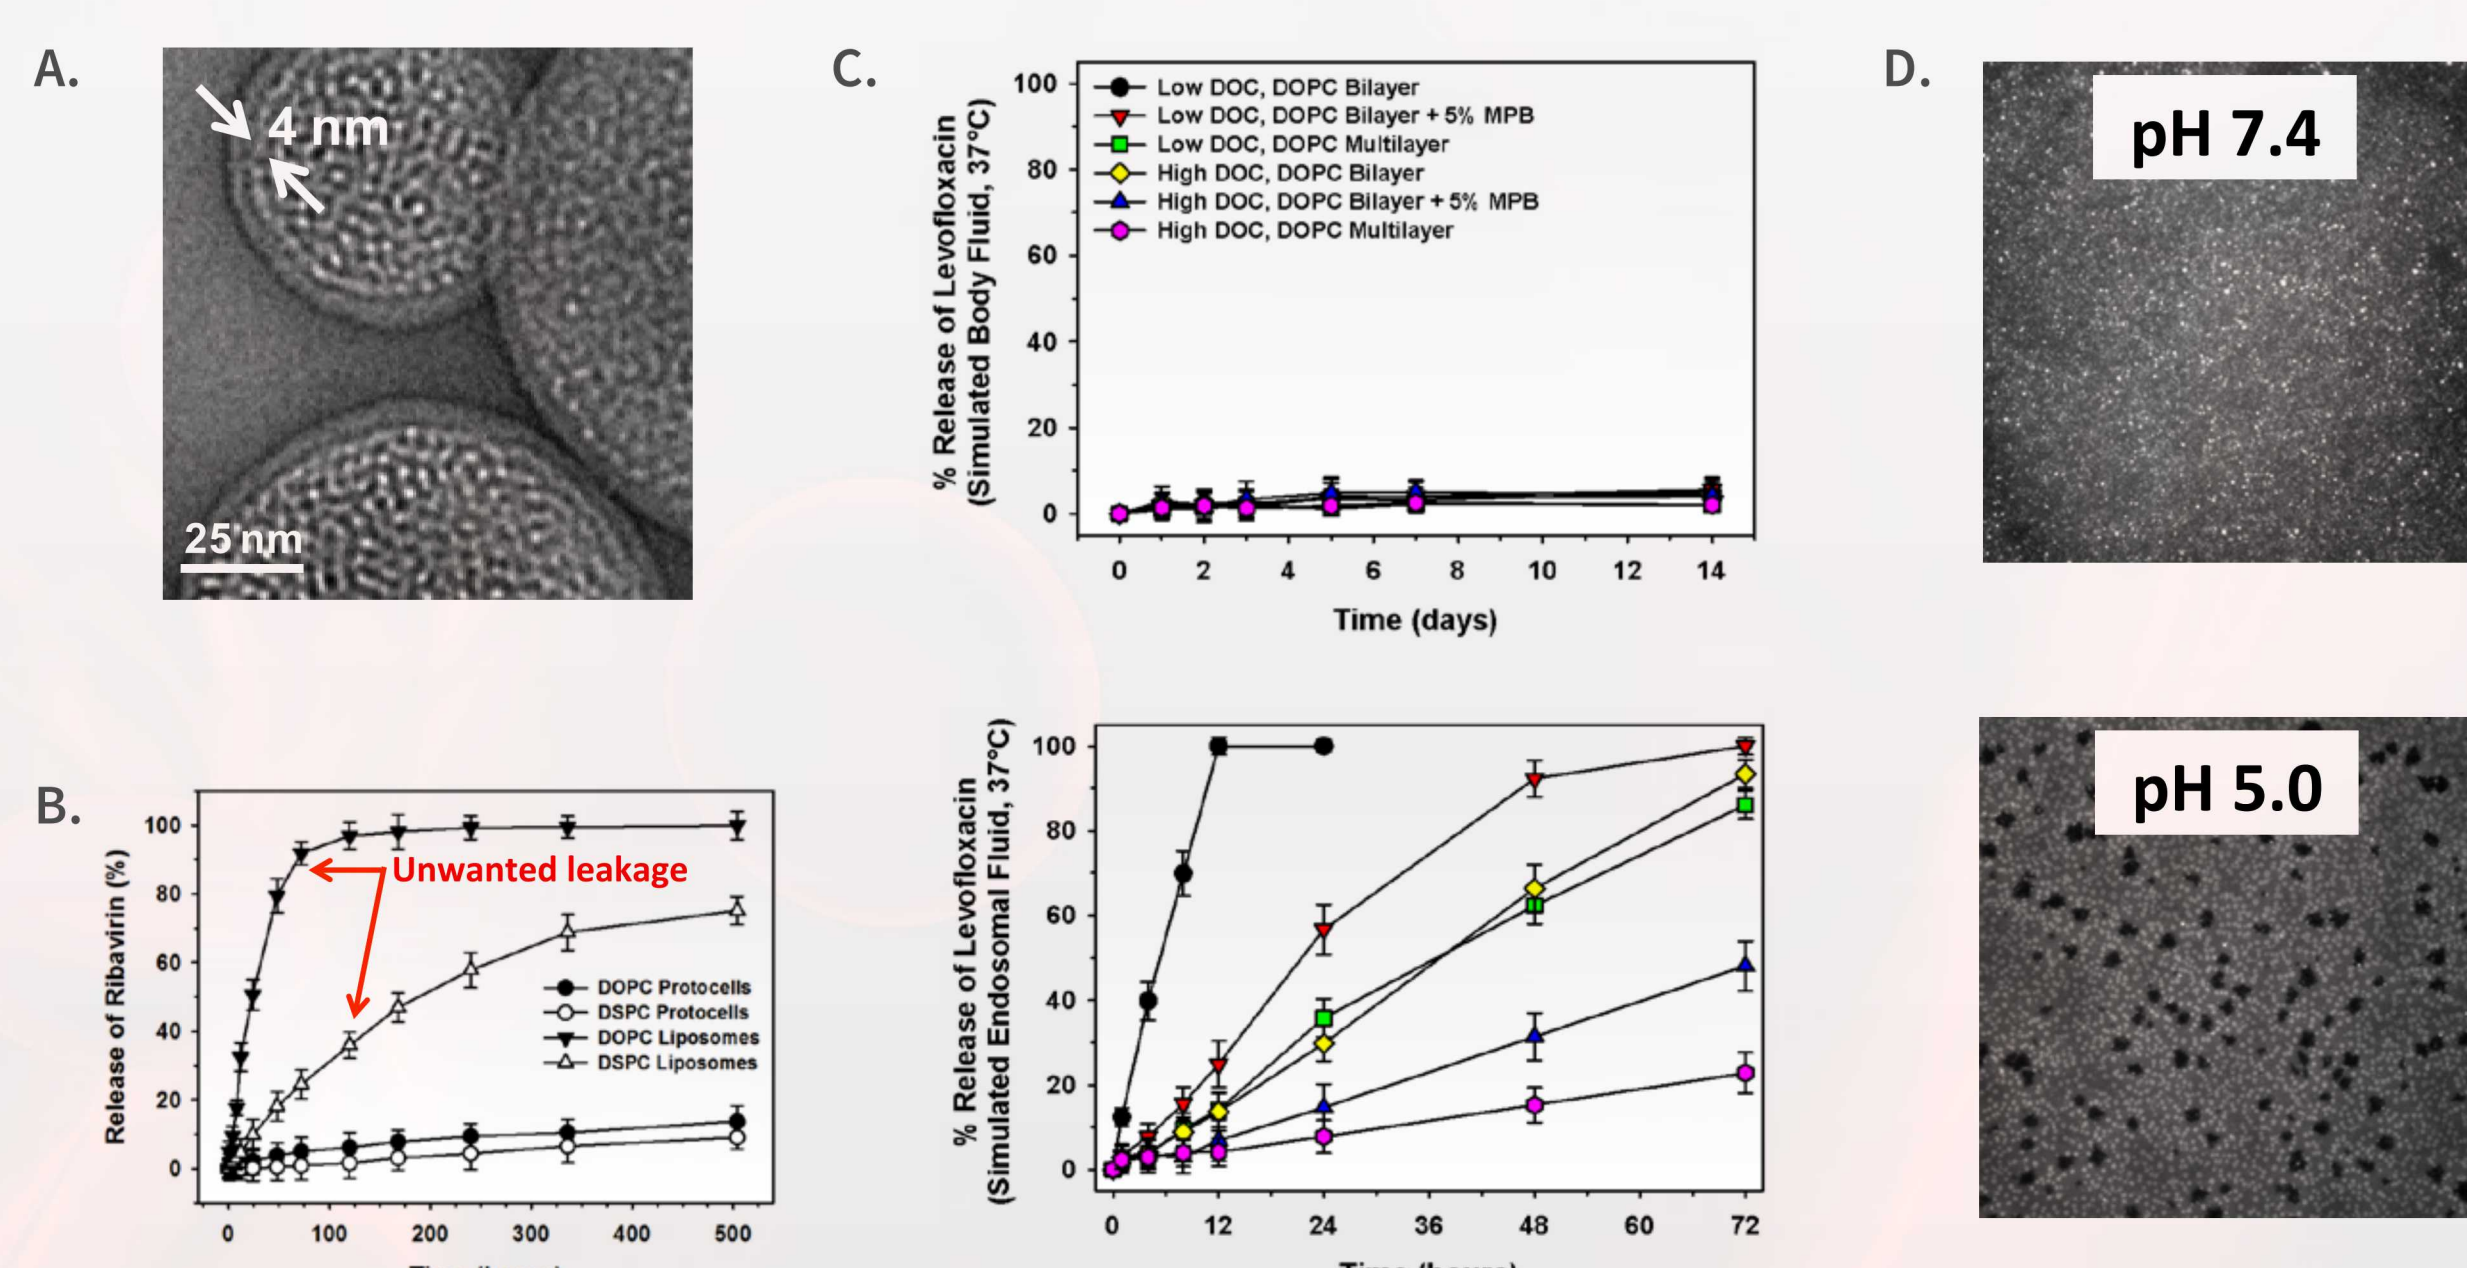 A.
4 nm
25 nm
B.
Release of Ribavirin (%)
100
80
60
40
20
0
Unwanted leakage
DOPC Protocells
DSPC Protocells
DOPC Liposomes
DSPC Liposomes
0 100 200 300 400 500
C.
% Release of Levofloxacin
(Simulated Body Fluid, 37°C)
100
80
60
40
20
0
Low DOC, DOPC Bilayer
Low DOC, DOPC Bilayer + 5% MPB
Low DOC, DOPC Multilayer
High DOC, DOPC Bilayer
High DOC, DOPC Bilayer + 5% MPB
High DOC, DOPC Multilayer
0 2 4 6 8 10 12 14
Time (days)
% Release of Levofloxacin
(Simulated Endosomal Fluid, 37°C)
100
80
60
40
20
0
0 12 24 36 48 60 72
D.
pH 7.4
pH 5.0